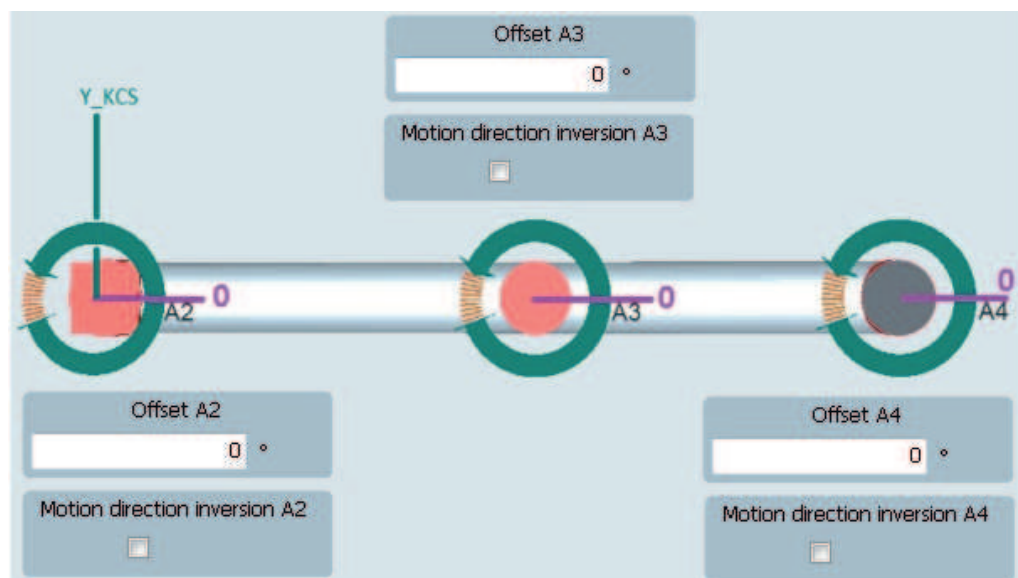 Offset A3
0 °
Y_KCS
Motion direction inversion A3
0
A2
0
A3
0
A4
Offset A2
0 °
Motion direction inversion A2
Offset A4
0 °
Motion direction inversion A4